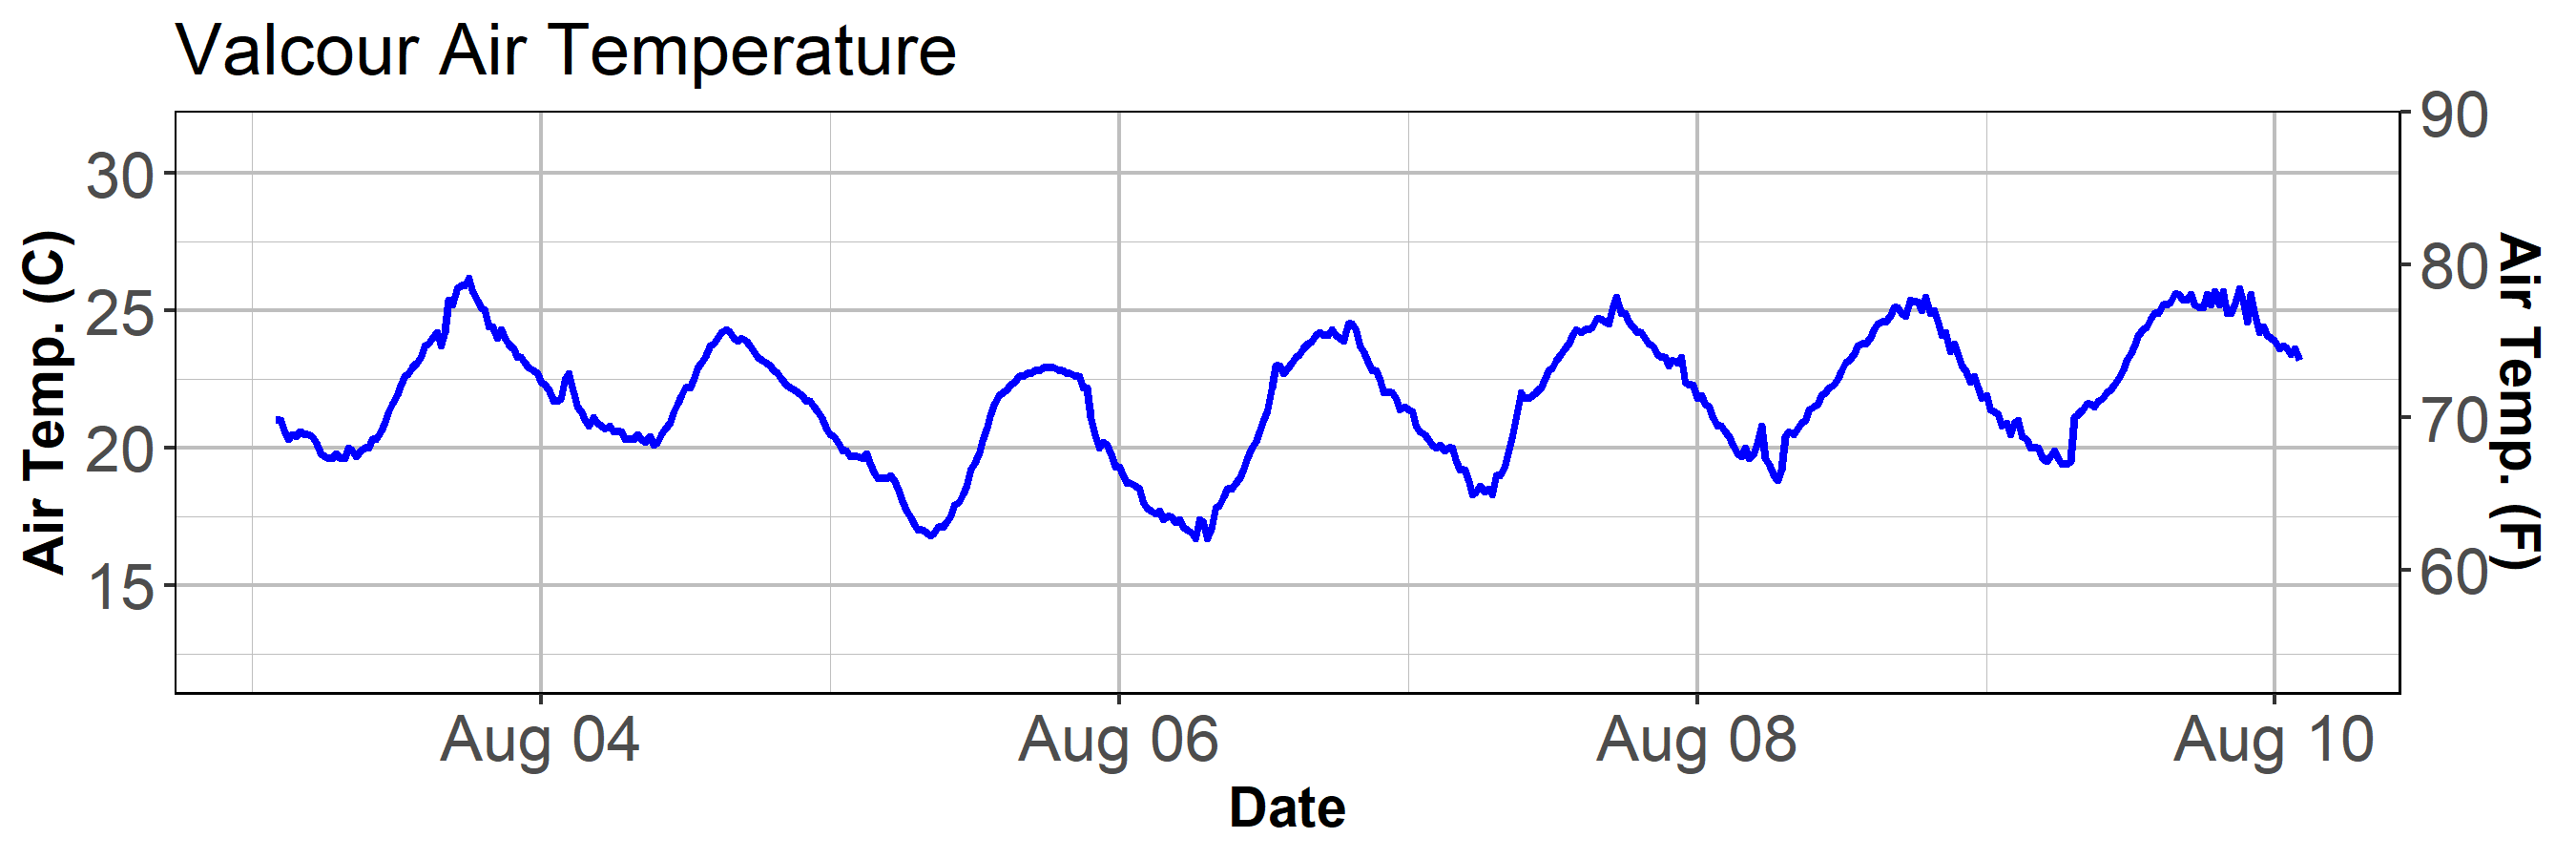 Valcour Air Temperature
Air Temp. (C)
30
25
20
15
90
80
70
60
Air Temp. (F)
Aug 04
Aug 06
Aug 08
Aug 10
Date